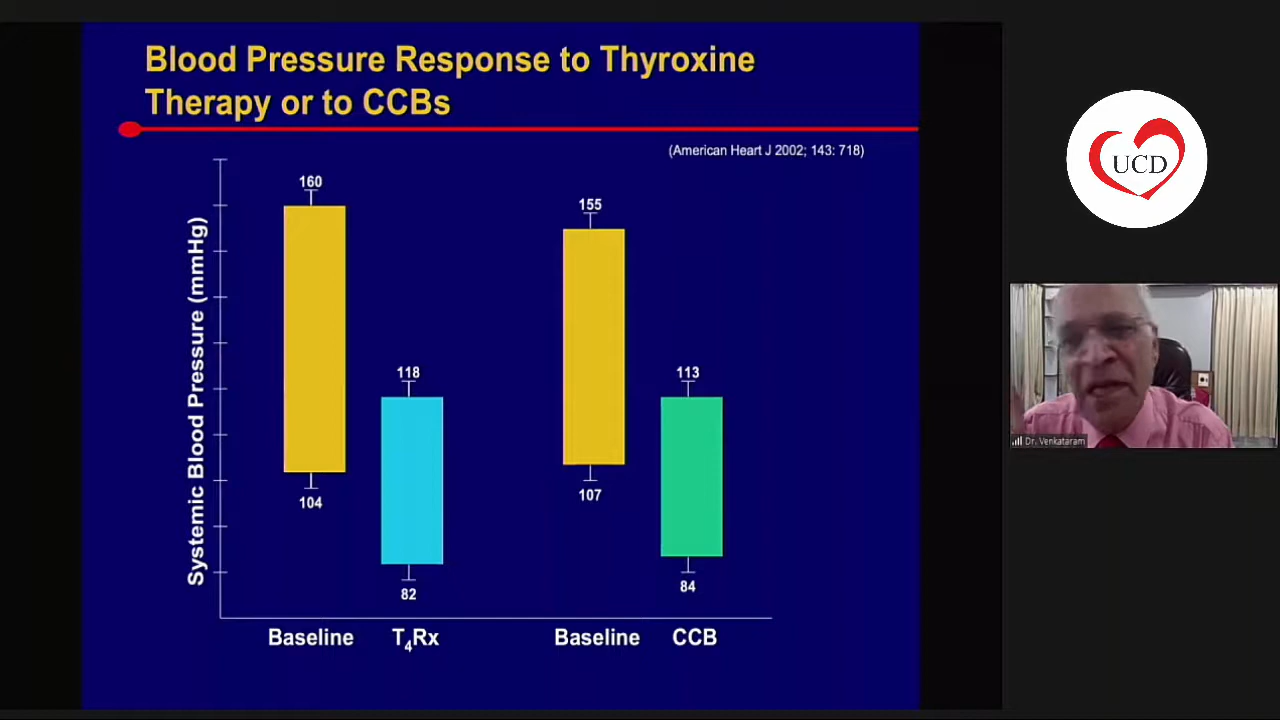 Blood Pressure Response to Thyroxine
Therapy or to CCBs
(American Heart J 2002; 143: 718)
Systemic Blood Pressure (mmHg)
160
104
118
82
155
107
113
84
Baseline
T₄Rx
Baseline
CCB
UCD
Dr. Venkataram